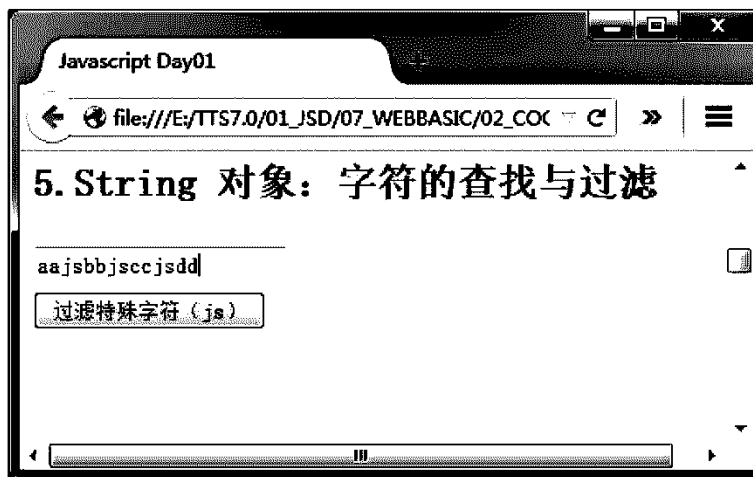 Javascript Day01
file:///E:/TTS7.0/01_JSD/07_WEBBASIC/02_COC
5.String 对象：字符的查找与过滤
aajsbbjsccjsdd
过滤特殊字符（js）